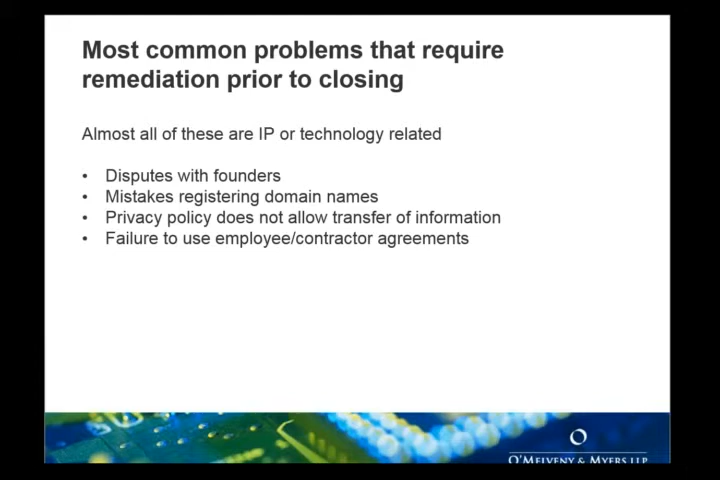 Most common problems that require
remediation prior to closing
Almost all of these are IP or technology related
• Disputes with founders
• Mistakes registering domain names
• Privacy policy does not allow transfer of information
• Failure to use employee/contractor agreements
O'MELVENY & MYERS LLP